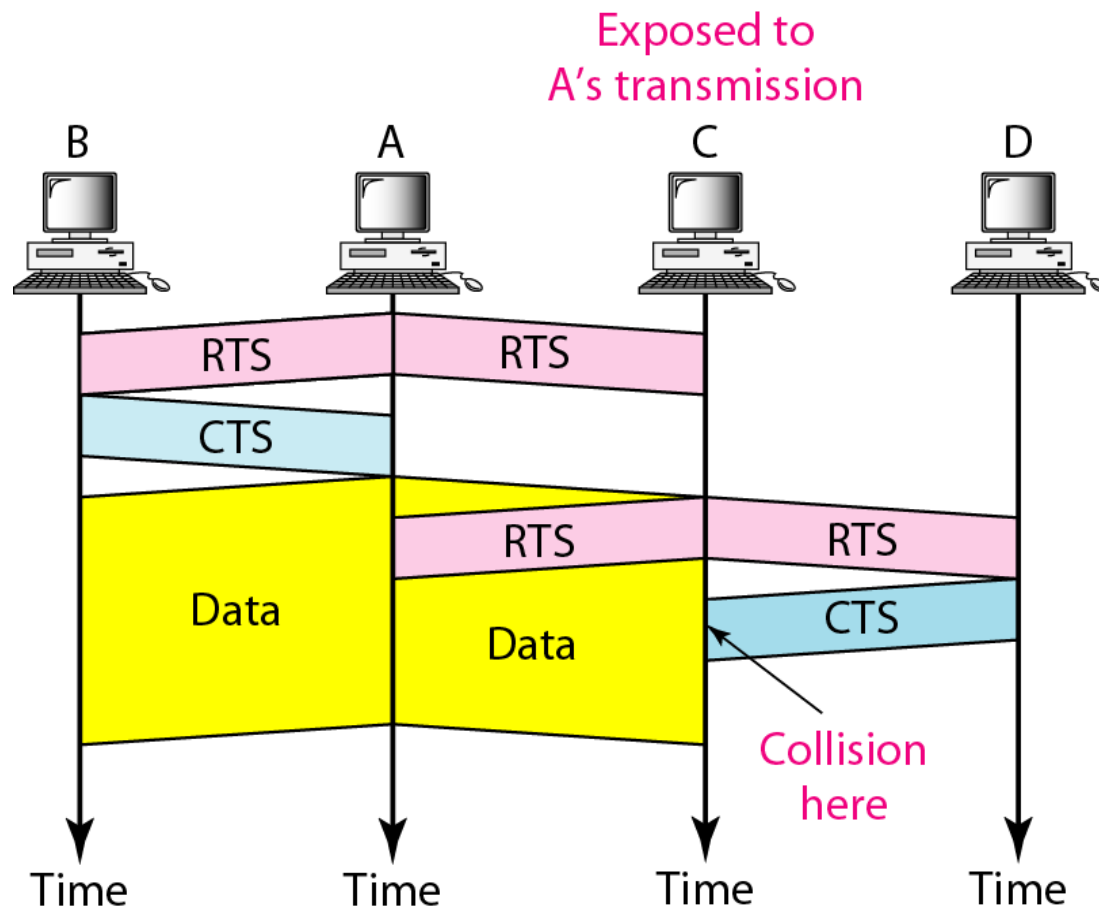 Exposed to
A's transmission
B
A
C
D
RTS
RTS
CTS
RTS
RTS
Data
Data
CTS
Collision
here
Time
Time
Time
Time